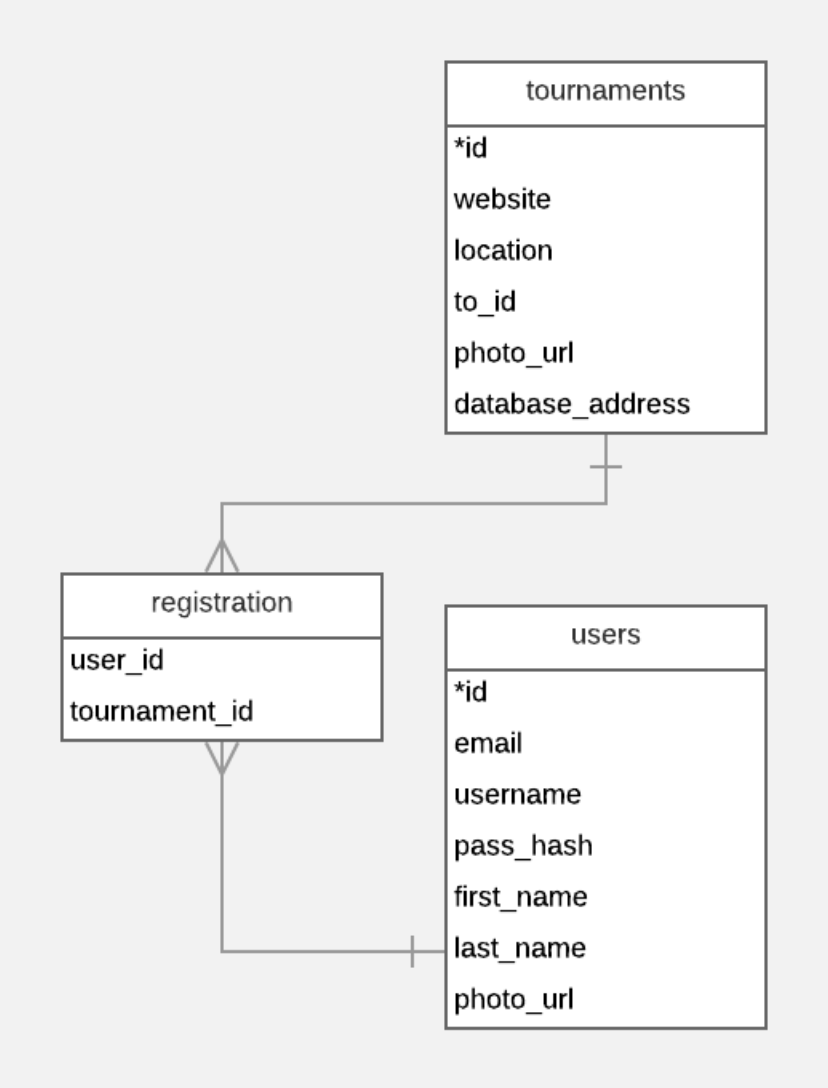 tournaments
*id
website
location
to_id
photo_url
database_address
registration
user_id
tournament_id
users
*id
email
username
pass_hash
first_name
last_name
photo_url